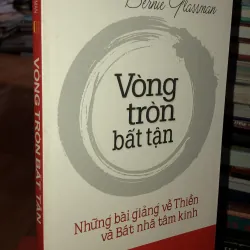 Bernie Glassman
Vòng
tròn
bất tận
Những bài giảng về Thiền
và Bát nhã tâm kinh
VÒNG TRÒN BẤT TẬN